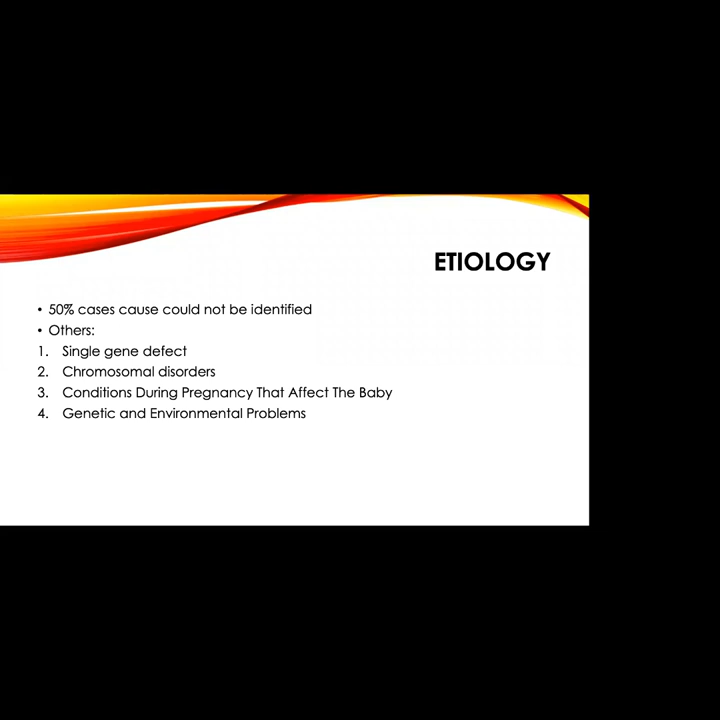 ETIOLOGY
• 50% cases cause could not be identified
• Others:
1. Single gene defect
2. Chromosomal disorders
3. Conditions During Pregnancy That Affect The Baby
4. Genetic and Environmental Problems